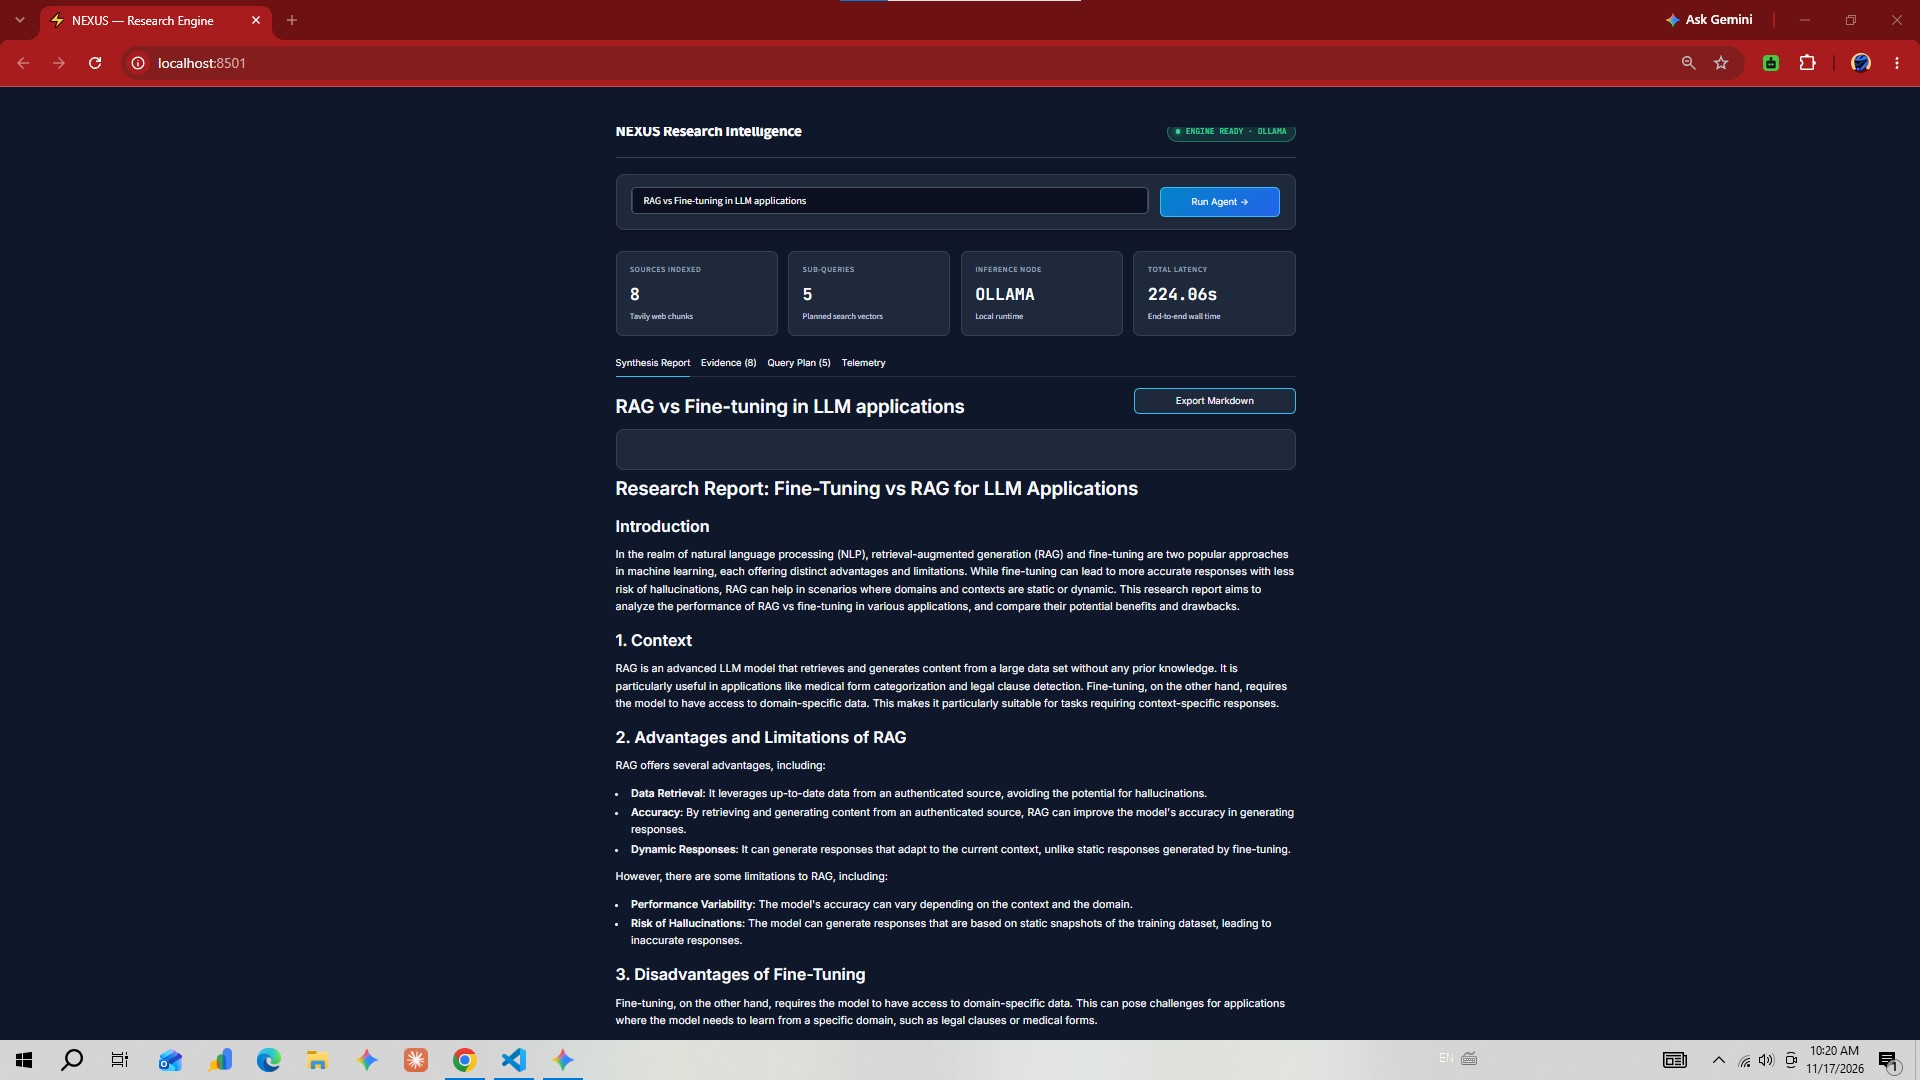 NEXUS — Research Engine
Ask Gemini
localhost:8501
NEXUS Research Intelligence
ENGINE READY · OLLAMA
RAG vs Fine-tuning in LLM applications
Run Agent →
SOURCES INDEXED
8
Tavily web chunks
SUB-QUERIES
5
Planned search vectors
INFERENCE NODE
OLLAMA
Local runtime
TOTAL LATENCY
224.06s
End-to-end wall time
Synthesis Report Evidence (8) Query Plan (5) Telemetry
RAG vs Fine-tuning in LLM applications
Export Markdown
Research Report: Fine-Tuning vs RAG for LLM Applications
Introduction
In the realm of natural language processing (NLP), retrieval-augmented generation (RAG) and fine-tuning are two popular approaches
in machine learning, each offering distinct advantages and limitations. While fine-tuning can lead to more accurate responses with less
risk of hallucinations, RAG can help in scenarios where domains and contexts are static or dynamic. This research report aims to
analyze the performance of RAG vs fine-tuning in various applications, and compare their potential benefits and drawbacks.
1. Context
RAG is an advanced LLM model that retrieves and generates content from a large data set without any prior knowledge. It is
particularly useful in applications like medical form categorization and legal clause detection. Fine-tuning, on the other hand, requires
the model to have access to domain-specific data. This makes it particularly suitable for tasks requiring context-specific responses.
2. Advantages and Limitations of RAG
RAG offers several advantages, including:
• Data Retrieval: It leverages up-to-date data from an authenticated source, avoiding the potential for hallucinations.
• Accuracy: By retrieving and generating content from an authenticated source, RAG can improve the model's accuracy in generating
responses.
• Dynamic Responses: It can generate responses that adapt to the current context, unlike static responses generated by fine-tuning.
However, there are some limitations to RAG, including:
• Performance Variability: The model's accuracy can vary depending on the context and the domain.
• Risk of Hallucinations: The model can generate responses that are based on static snapshots of the training dataset, leading to
inaccurate responses.
3. Disadvantages of Fine-Tuning
Fine-tuning, on the other hand, requires the model to have access to domain-specific data. This can pose challenges for applications
where the model needs to learn from a specific domain, such as legal clauses or medical forms.
EN
10:20 AM
11/17/2026
1